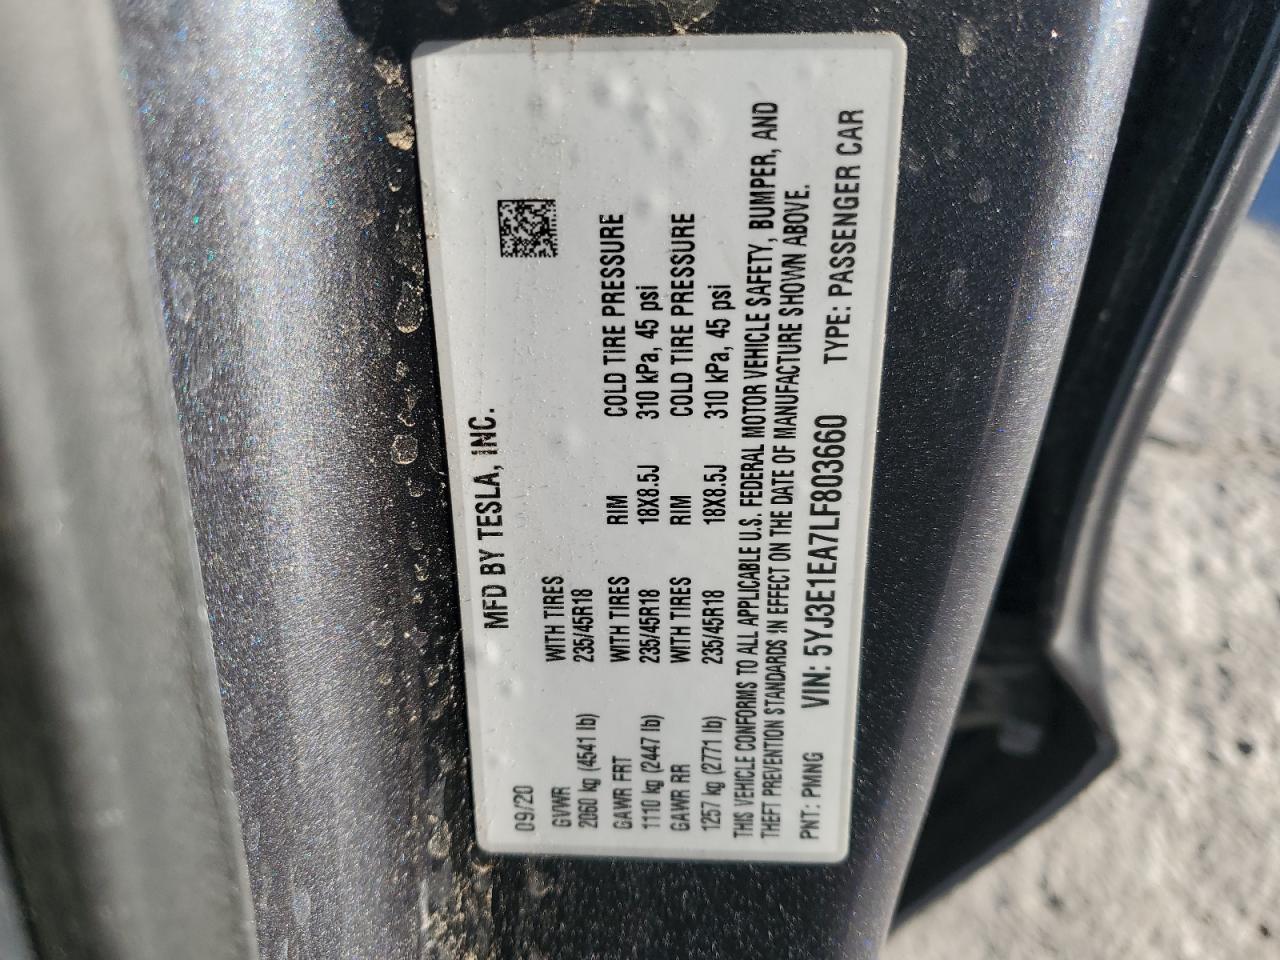 MFD BY TESLA, INC.
09/20
GVWR WITH TIRES
2060 kg (4541 lb) 235/45R18
GAWR FRT WITH TIRES RIM COLD TIRE PRESSURE
1110 kg (2447 lb) 235/45R18 18X8.5J 310 kPa, 45 psi
GAWR RR WITH TIRES RIM COLD TIRE PRESSURE
1257 kg (2771 lb) 235/45R18 18X8.5J 310 kPa, 45 psi
THIS VEHICLE CONFORMS TO ALL APPLICABLE U.S. FEDERAL MOTOR VEHICLE SAFETY, BUMPER, AND
THEFT PREVENTION STANDARDS IN EFFECT ON THE DATE OF MANUFACTURE SHOWN ABOVE.
PNT: PMNG VIN: 5YJ3E1EA7LF803660 TYPE: PASSENGER CAR